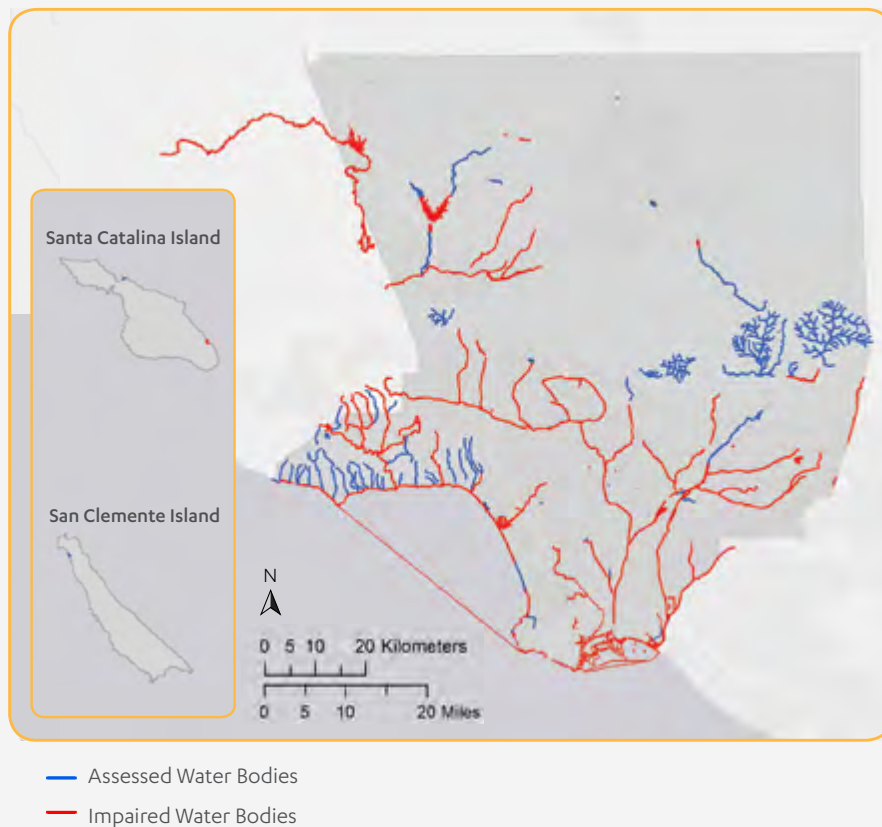 Santa Catalina Island
San Clemente Island
N
0 5 10 20 Kilometers
0 5 10 20 Miles
Assessed Water Bodies
Impaired Water Bodies